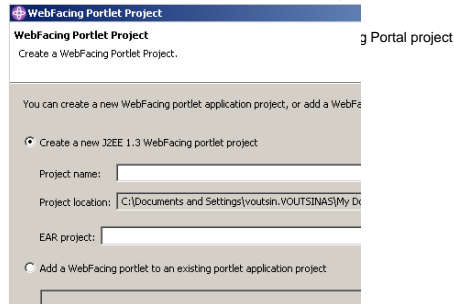 WebFacing Portlet Project
WebFacing Portlet Project
g Portal project
Create a WebFacing Portlet Project.
You can create a new WebFacing portlet application project, or add a WebFa
Create a new J2EE 1.3 WebFacing portlet project
Project name:
Project location: C:\Documents and Settings\voutsin.VOUTSINAS\My Do
EAR project:
Add a WebFacing portlet to an existing portlet application project